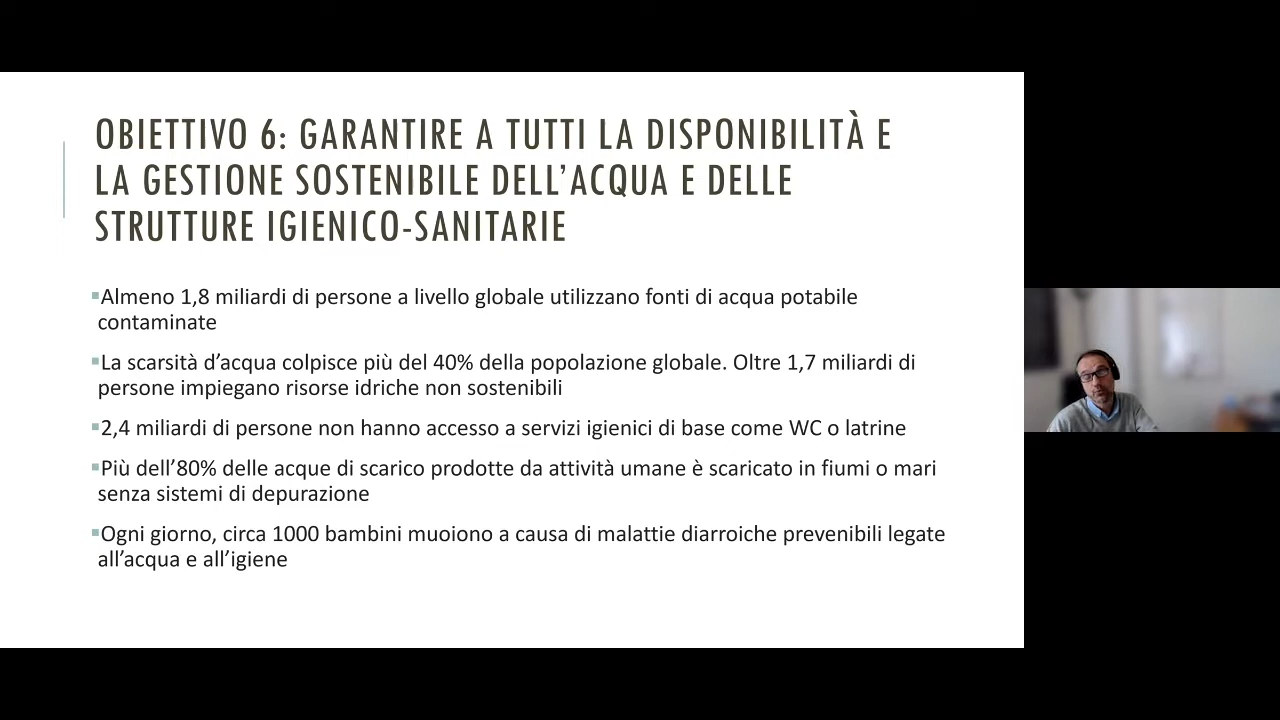 OBIETTIVO 6: GARANTIRE A TUTTI LA DISPONIBILITÀ E
LA GESTIONE SOSTENIBILE DELL’ACQUA E DELLE
STRUTTURE IGIENICO-SANITARIE
▪Almeno 1,8 miliardi di persone a livello globale utilizzano fonti di acqua potabile
contaminate
▪La scarsità d’acqua colpisce più del 40% della popolazione globale. Oltre 1,7 miliardi di
persone impiegano risorse idriche non sostenibili
▪2,4 miliardi di persone non hanno accesso a servizi igienici di base come WC o latrine
▪Più dell’80% delle acque di scarico prodotte da attività umane è scaricato in fiumi o mari
senza sistemi di depurazione
▪Ogni giorno, circa 1000 bambini muoiono a causa di malattie diarroiche prevenibili legate
all’acqua e all’igiene